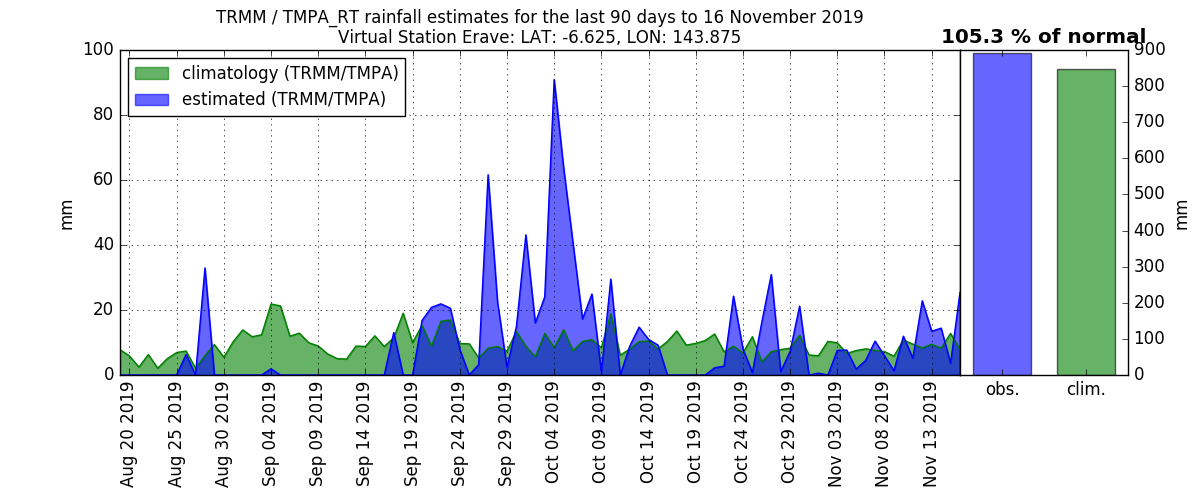 TRMM / TMPA_RT rainfall estimates for the last 90 days to 16 November 2019
Virtual Station Erave: LAT: -6.625, LON: 143.875
105.3 % of normal
climatology (TRMM/TMPA)
estimated (TRMM/TMPA)
100
80
60
40
20
0
mm
Aug 20 2019
Aug 25 2019
Aug 30 2019
Sep 04 2019
Sep 09 2019
Sep 14 2019
Sep 19 2019
Sep 24 2019
Sep 29 2019
Oct 04 2019
Oct 09 2019
Oct 14 2019
Oct 19 2019
Oct 24 2019
Oct 29 2019
Nov 03 2019
Nov 08 2019
Nov 13 2019
900
800
700
600
500
400
300
200
100
0
mm
obs.
clim.